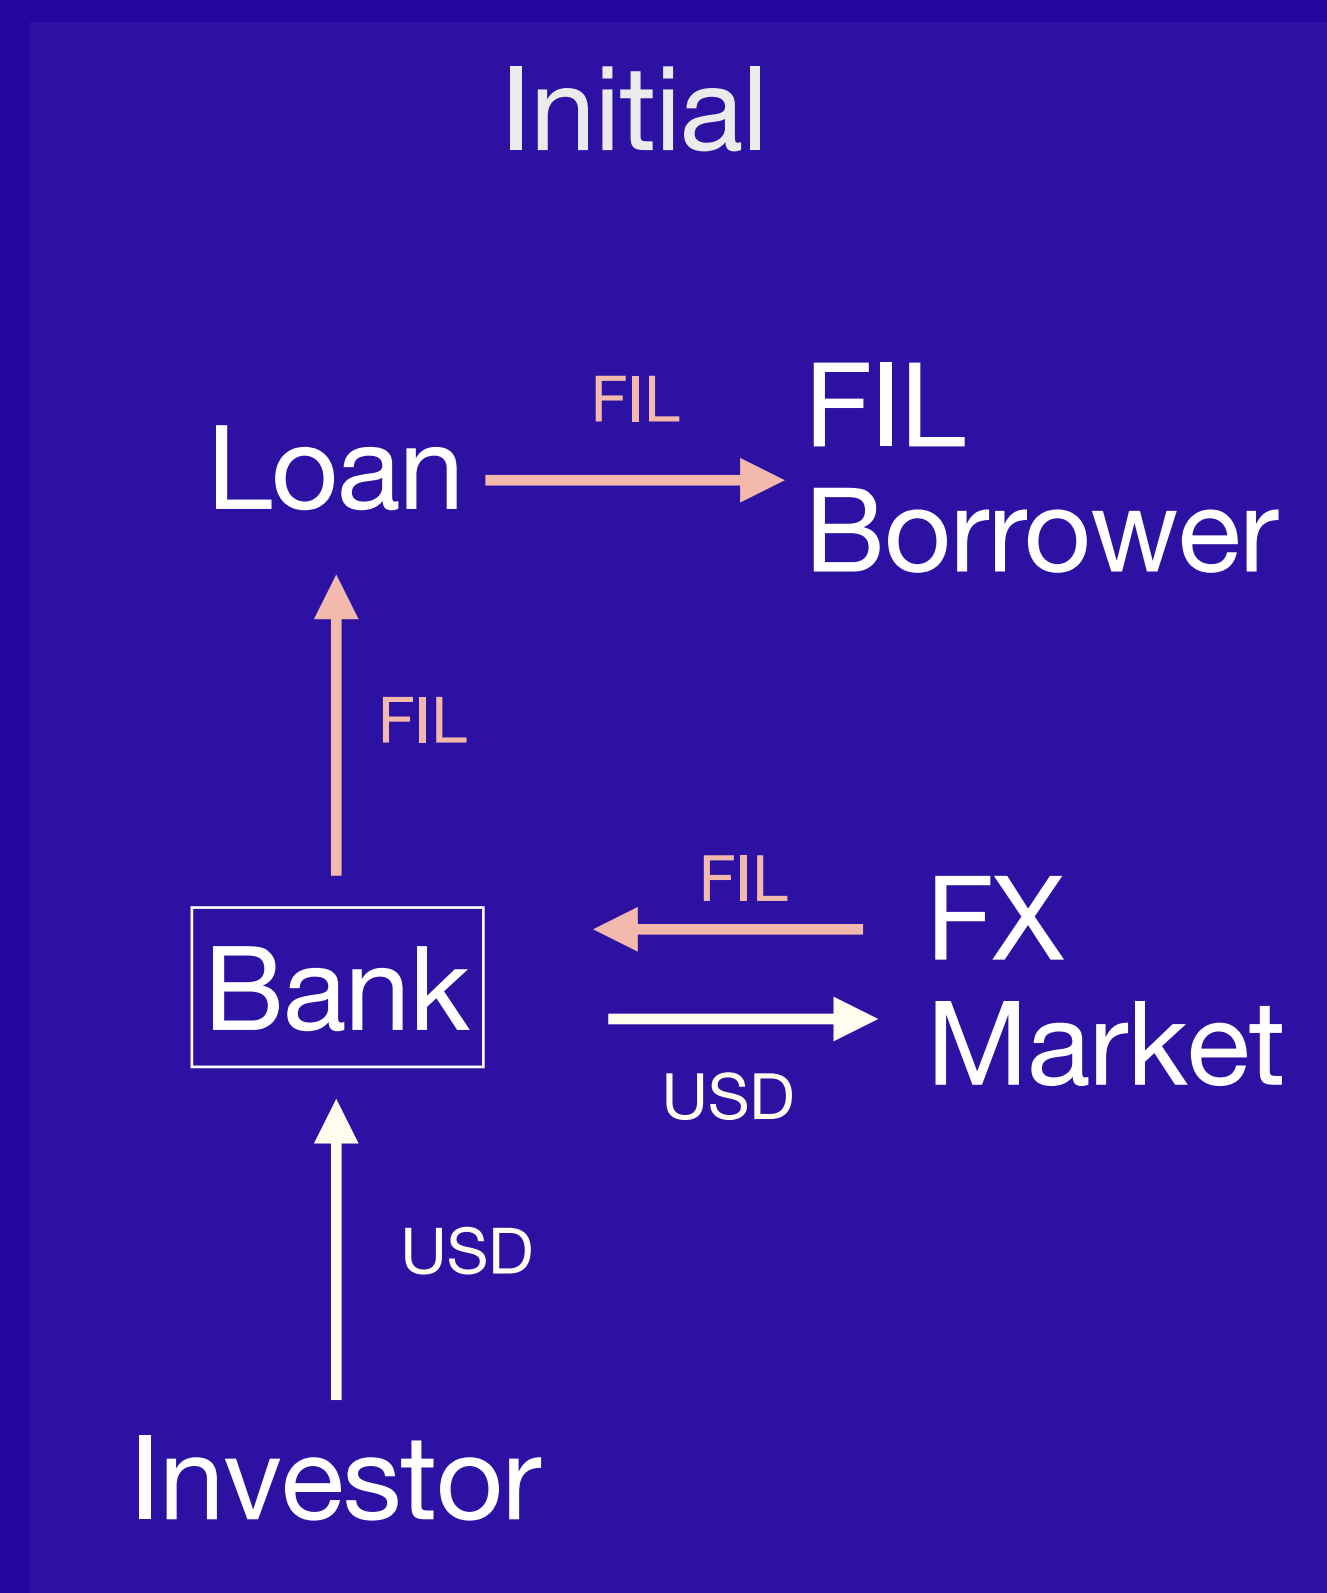 Initial
FIL
FIL
Loan
Borrower
FIL
FIL
FX
Bank
Market
USD
USD
Investor